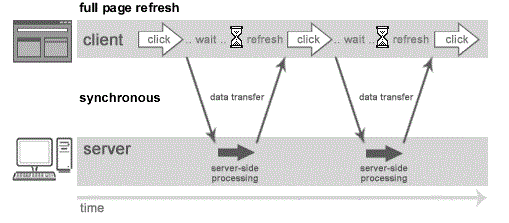 full page refresh
client click .. wait .. refresh click .. wait .. refresh click
synchronous
data transfer data transfer
server
server-side server-side
processing processing
time